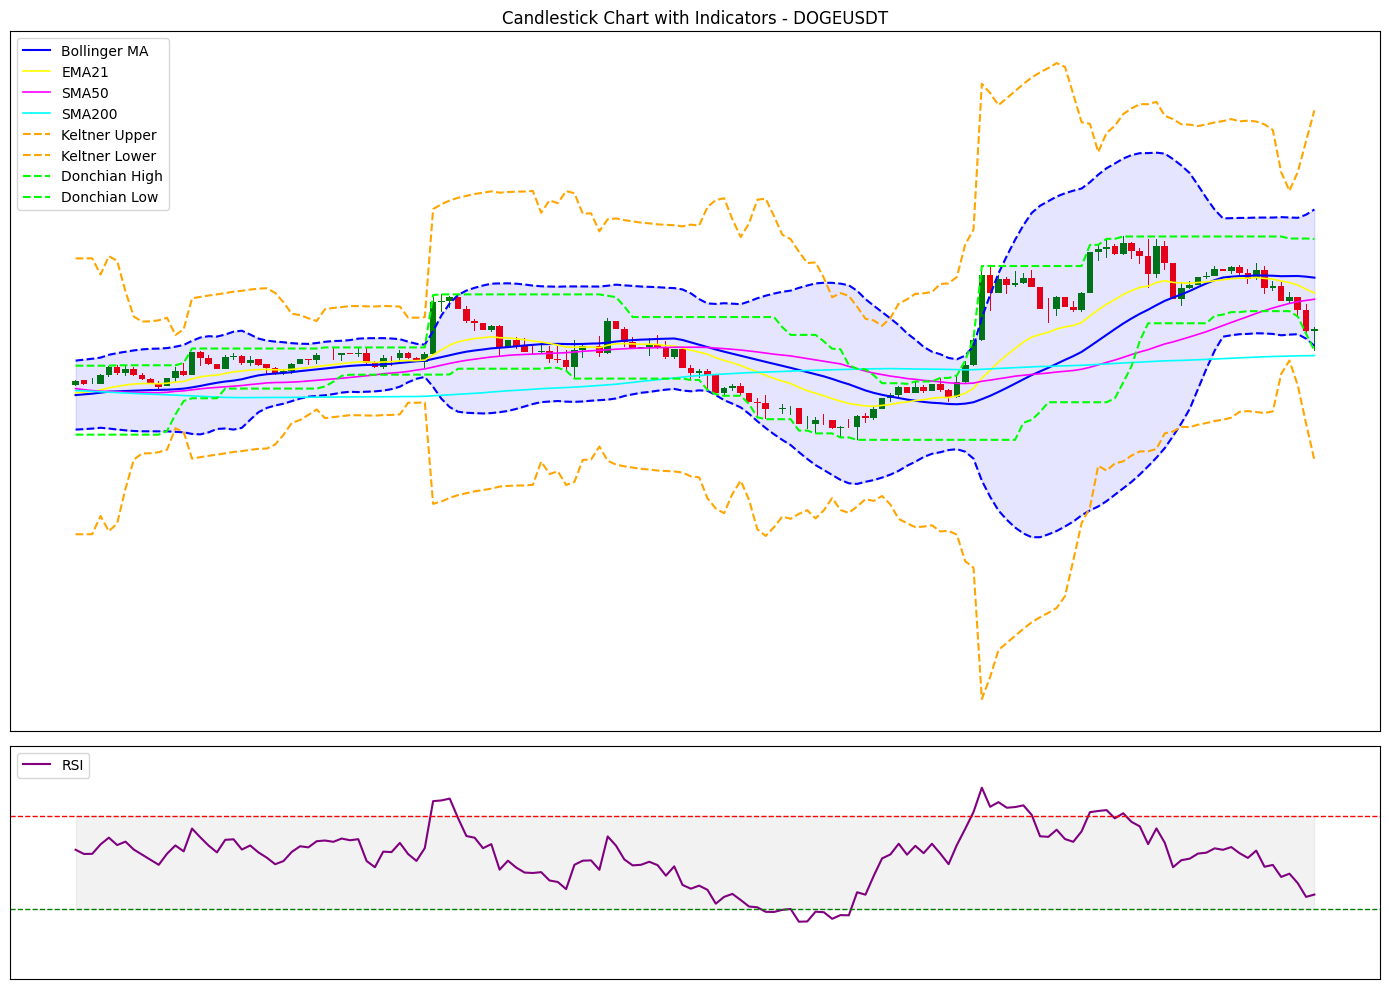 Candlestick Chart with Indicators - DOGEUSDT
Bollinger MA
EMA21
SMA50
SMA200
Keltner Upper
Keltner Lower
Donchian High
Donchian Low
RSI